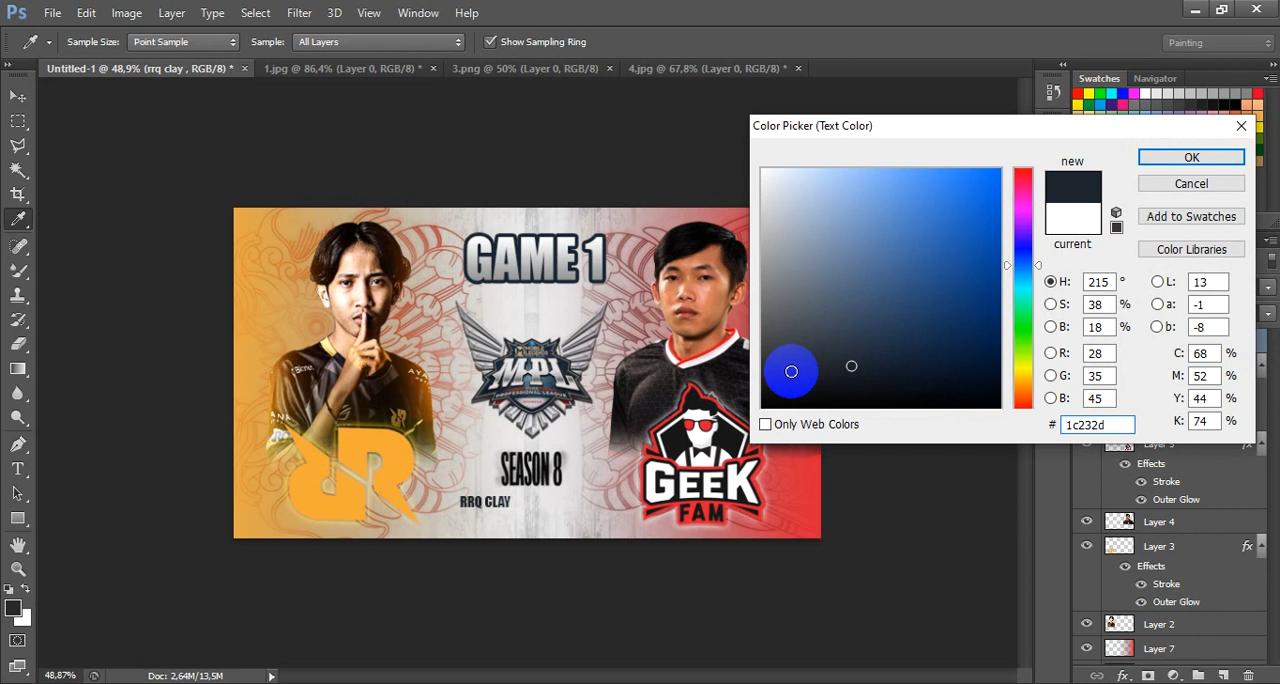 Ps File Edit Image Layer Type Select Filter 3D View Window Help
Sample Size: Point Sample Sample: All Layers Show Sampling Ring Painting
Untitled-1 @ 48,9% (rrq clay , RGB/8) * × 1.jpg @ 86,4% (Layer 0, RGB/8) * × 3.png @ 50% (Layer 0, RGB/8) × 4.jpg @ 67,8% (Layer 0, RGB/8) * ×
Swatches Navigator
Color Picker (Text Color)
new
current
OK
Cancel
Add to Swatches
Color Libraries
H: 215 ° L: 13
S: 38 % a: -1
B: 18 % b: -8
R: 28 C: 68 %
G: 35 M: 52 %
B: 45 Y: 44 %
# 1c232d K: 74 %
Only Web Colors
GAME 1
MPL
PROFESSIONAL LEAGUE
SEASON 8
RRQ CLAY
R
GEEK
FAM
Effects
Stroke
Outer Glow
Layer 4
Layer 3 fx
Effects
Stroke
Outer Glow
Layer 2
Layer 7
48,87% Doc: 2,64M/13,5M